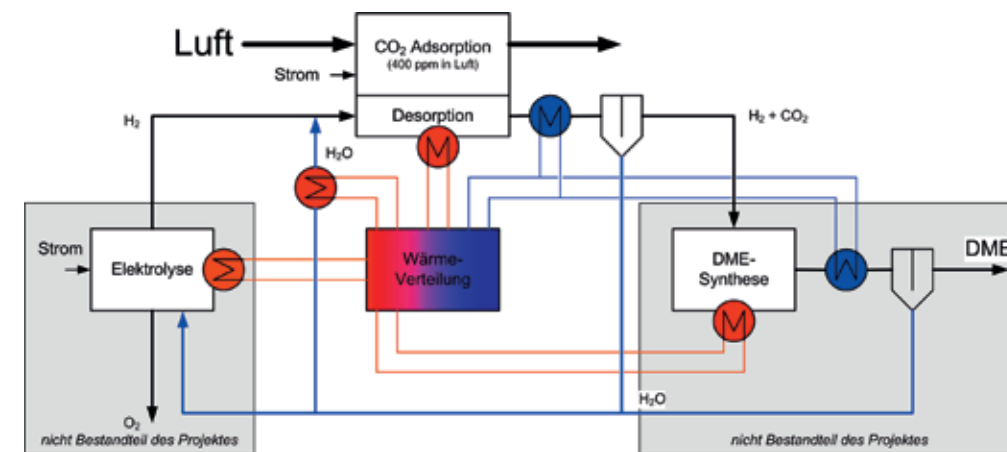 Luft
CO₂ Adsorption
(400 ppm in Luft)
Strom
Desorption
H₂
H₂O
H₂ + CO₂
Strom
Elektrolyse
Wärme-
Verteilung
DME-
Synthese
DME
H₂O
O₂
nicht Bestandteil des Projektes
nicht Bestandteil des Projektes